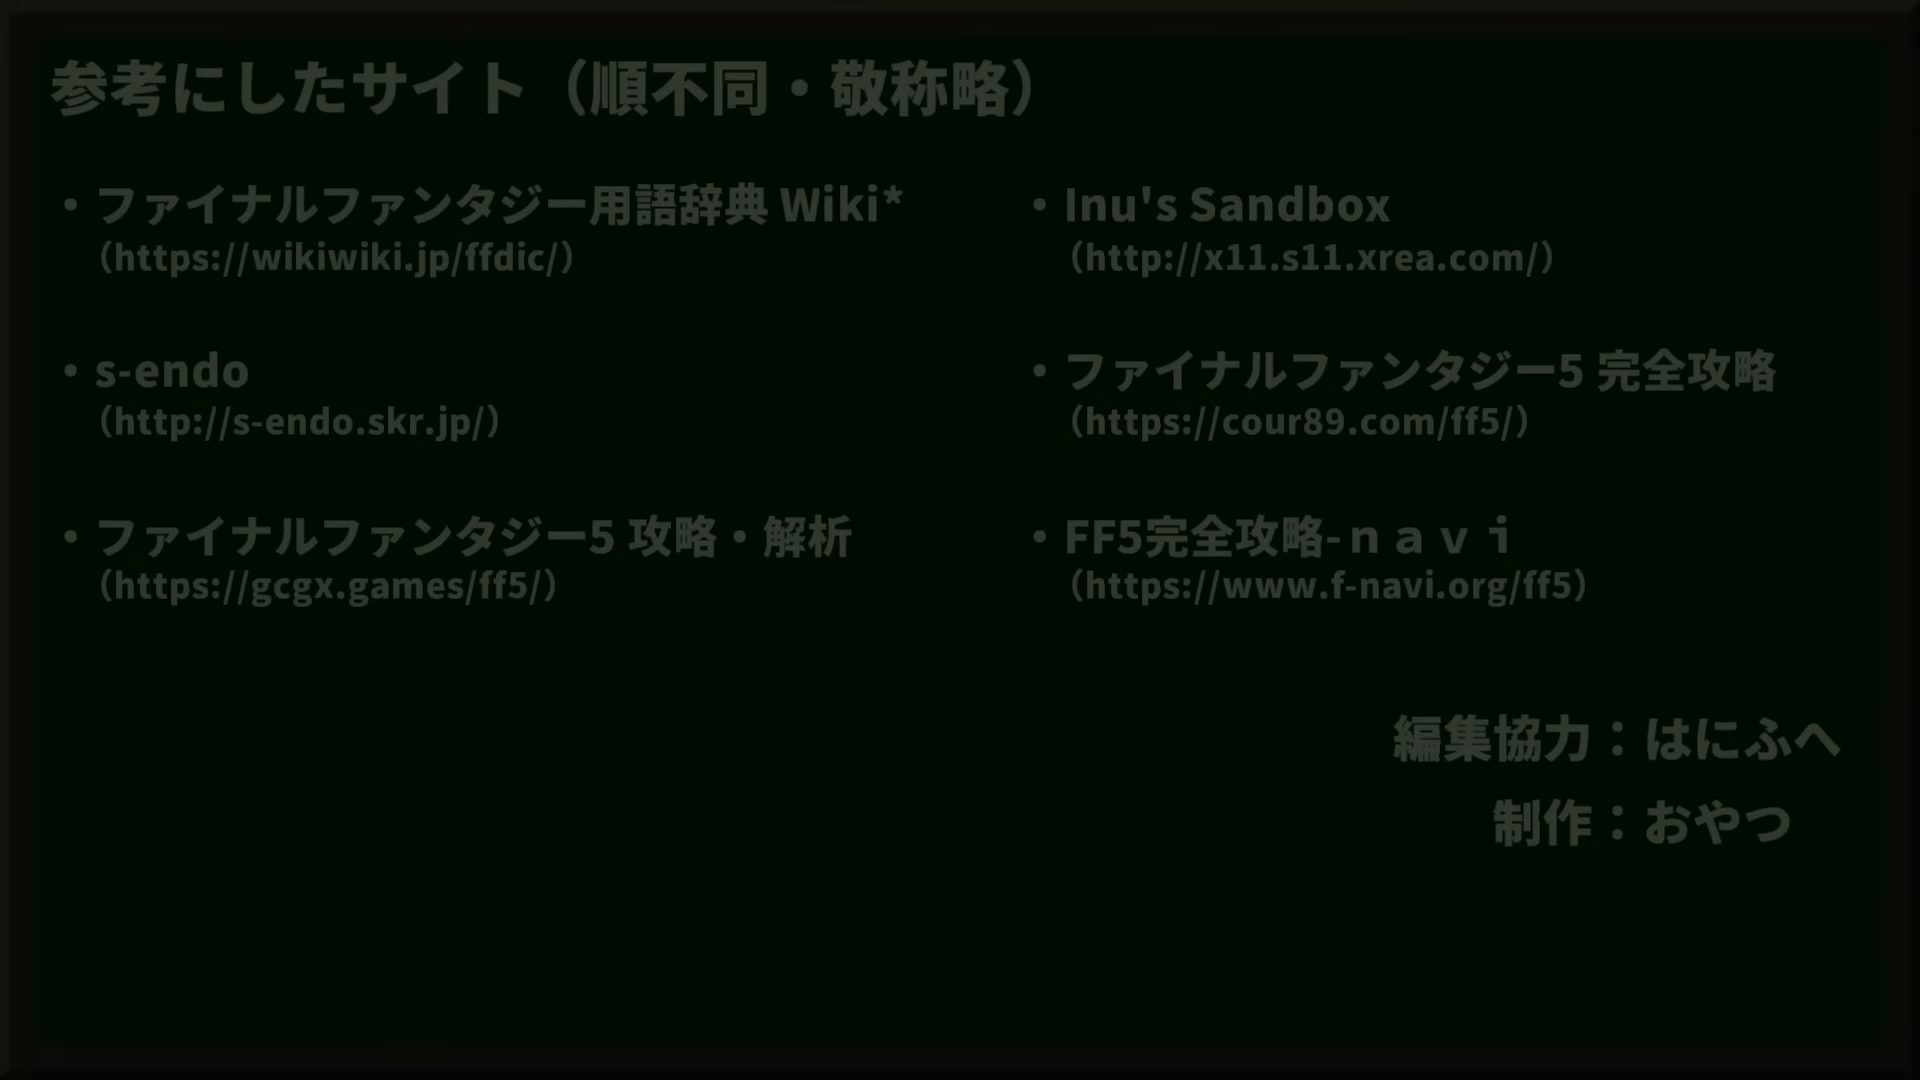 参考にしたサイト（順不同・敬称略）
・ファイナルファンタジー用語辞典 Wiki*
（https://wikiwiki.jp/ffdic/）
・s-endo
（http://s-endo.skr.jp/）
・ファイナルファンタジー5 攻略・解析
（https://gcgx.games/ff5/）
・Inu's Sandbox
（http://x11.s11.xrea.com/）
・ファイナルファンタジー5 完全攻略
（https://cour89.com/ff5/）
・FF5完全攻略-ｎａｖｉ
（https://www.f-navi.org/ff5）
編集協力：はにふへ
制作：おやつ